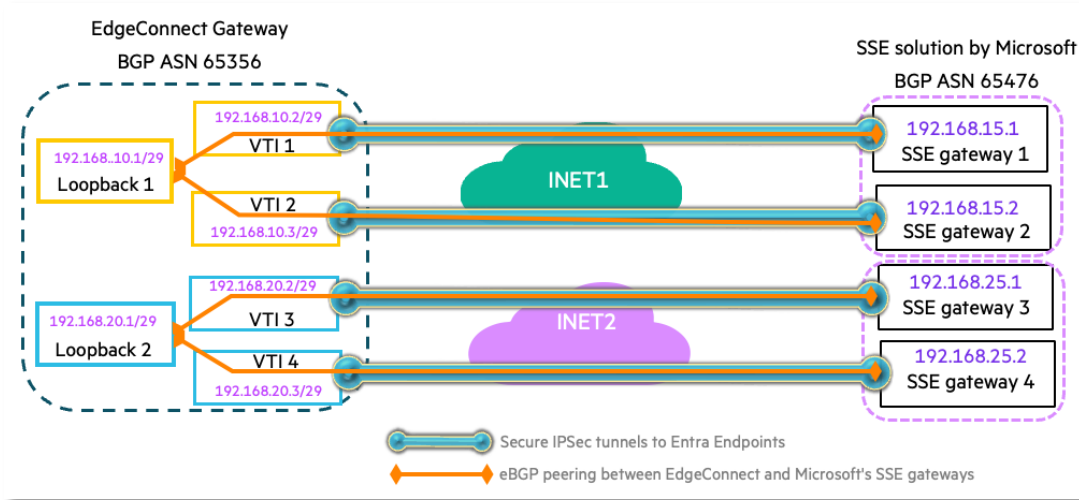 EdgeConnect Gateway
BGP ASN 65356
SSE solution by Microsoft
BGP ASN 65476
192.168.10.2/29
VTI 1
192.168..10.1/29
Loopback 1
VTI 2
192.168.10.3/29
INET1
192.168.15.1
SSE gateway 1
192.168.15.2
SSE gateway 2
192.168.20.2/29
VTI 3
192.168.20.1/29
Loopback 2
VTI 4
192.168.20.3/29
INET2
192.168.25.1
SSE gateway 3
192.168.25.2
SSE gateway 4
Secure IPSec tunnels to Entra Endpoints
eBGP peering between EdgeConnect and Microsoft's SSE gateways